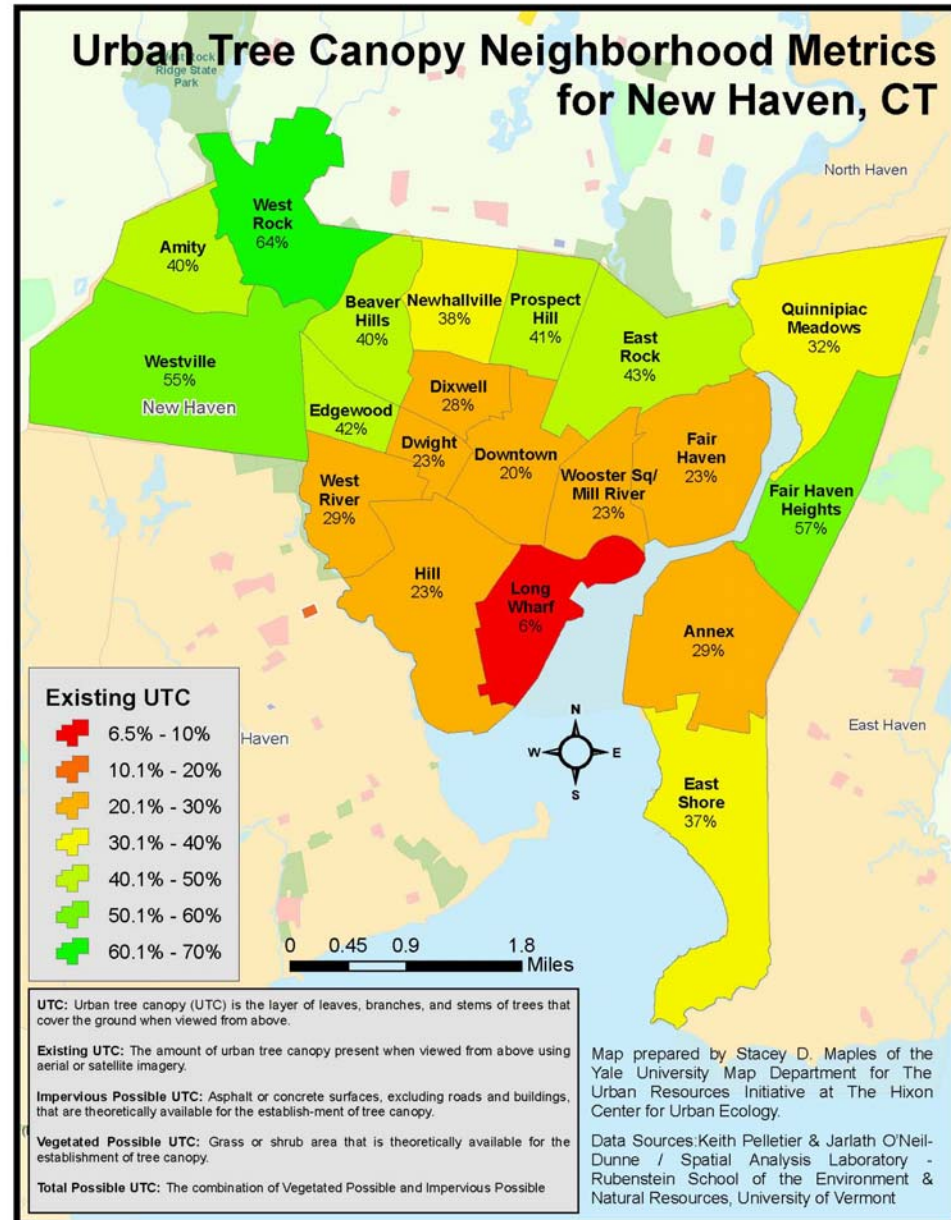 Urban Tree Canopy Neighborhood Metrics
for New Haven, CT
West Rock
Ridge State
Park
North Haven
West
Rock
64%
Amity
40%
Beaver
Hills
40%
Newhallville
38%
Prospect
Hill
41%
East
Rock
43%
Quinnipiac
Meadows
32%
Westville
55%
New Haven
Edgewood
42%
Dixwell
28%
Dwight
23%
Downtown
20%
Wooster Sq/
Mill River
23%
Fair
Haven
23%
Fair Haven
Heights
57%
West
River
29%
Hill
23%
Long
Wharf
6%
Annex
29%
East Haven
East
Shore
37%
Haven
N
W E
S
Existing UTC
6.5% - 10%
10.1% - 20%
20.1% - 30%
30.1% - 40%
40.1% - 50%
50.1% - 60%
60.1% - 70%
0 0.45 0.9 1.8
Miles
UTC: Urban tree canopy (UTC) is the layer of leaves, branches, and stems of trees that
cover the ground when viewed from above.
Existing UTC: The amount of urban tree canopy present when viewed from above using
aerial or satellite imagery.
Impervious Possible UTC: Asphalt or concrete surfaces, excluding roads and buildings,
that are theoretically available for the establish-ment of tree canopy.
Vegetated Possible UTC: Grass or shrub area that is theoretically available for the
establishment of tree canopy.
Total Possible UTC: The combination of Vegetated Possible and Impervious Possible
Map prepared by Stacey D. Maples of the
Yale University Map Department for The
Urban Resources Initiative at The Hixon
Center for Urban Ecology.
Data Sources:Keith Pelletier & Jarlath O'Neil-
Dunne / Spatial Analysis Laboratory -
Rubenstein School of the Environment &
Natural Resources, University of Vermont